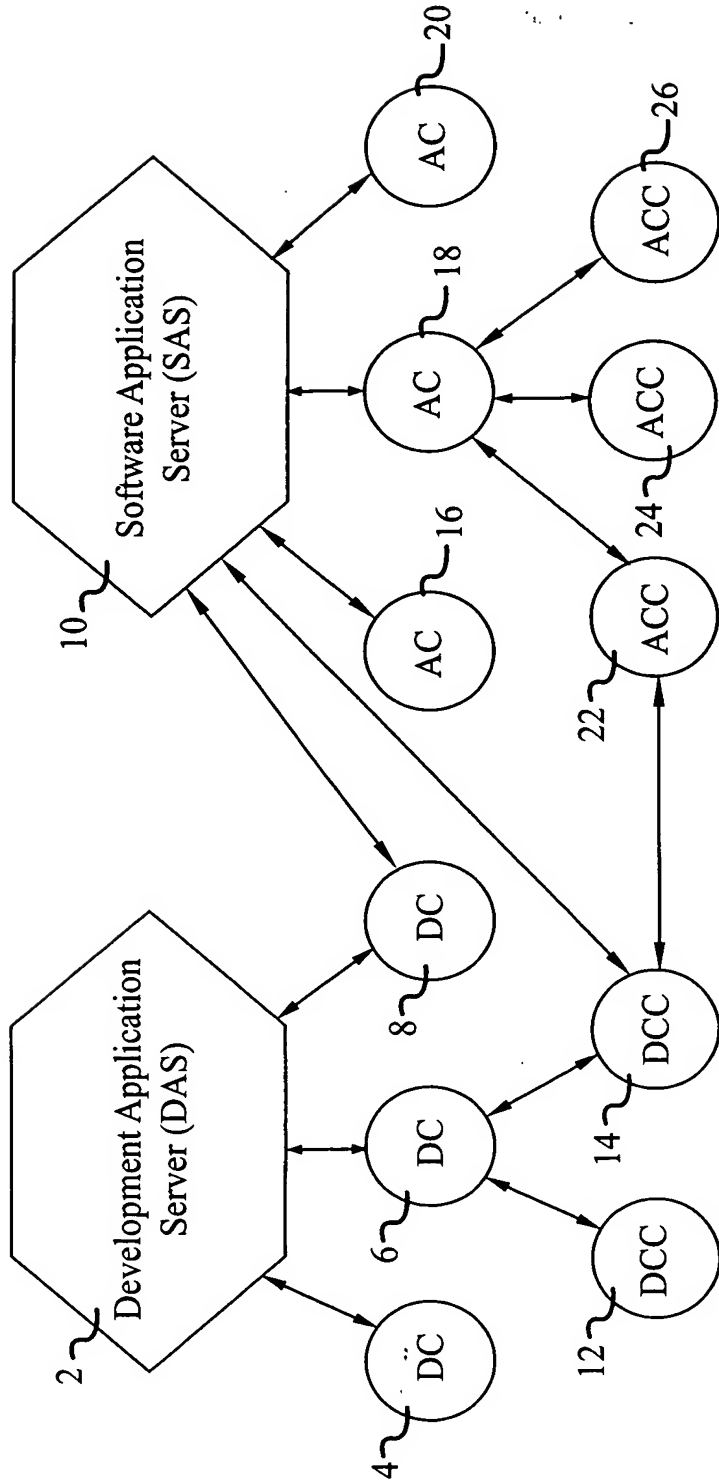 2
Development Application
Server (DAS)
10
Software Application
Server (SAS)
4
DC
6
DC
8
DC
AC
16
AC
18
AC
20
12
DCC
14
DCC
22
ACC
24
ACC
ACC
26